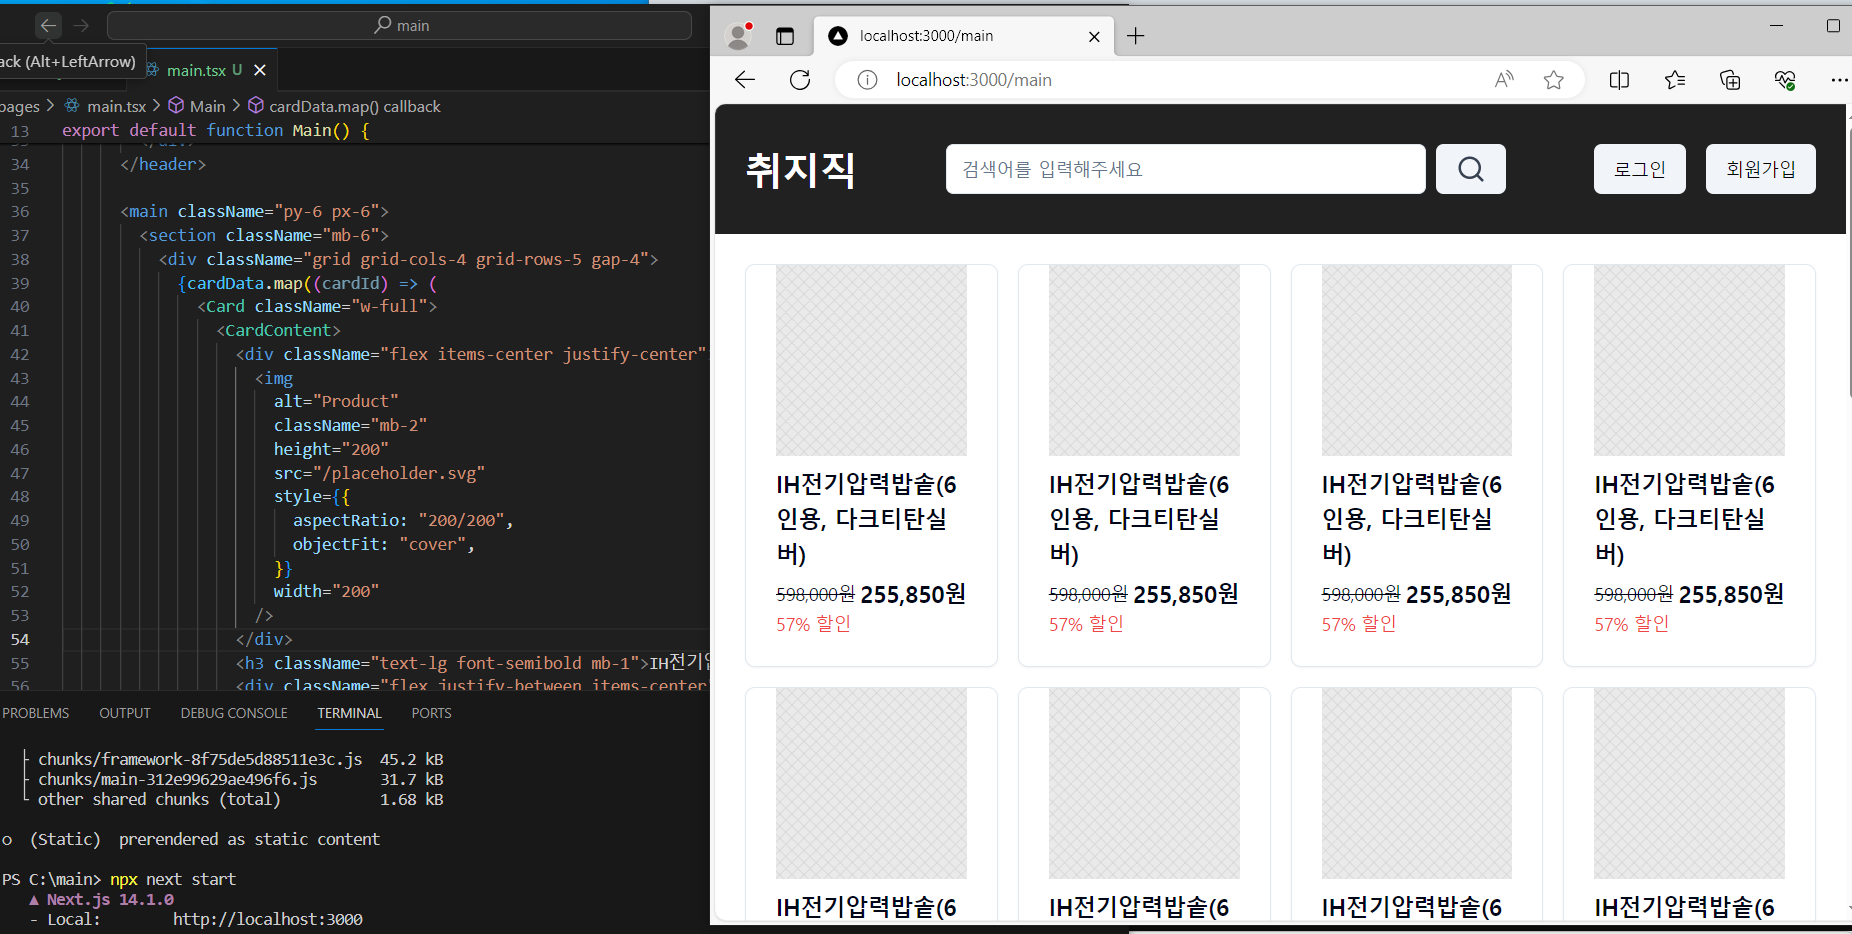 main
ack (Alt+LeftArrow)
main.tsx U
pages > main.tsx > Main > cardData.map() callback
13 export default function Main() {
34 </header>
35
36 <main className="py-6 px-6">
37 <section className="mb-6">
38 <div className="grid grid-cols-4 grid-rows-5 gap-4">
39 {cardData.map((cardId) => (
40 <Card className="w-full">
41 <CardContent>
42 <div className="flex items-center justify-center"
43 <img
44 alt="Product"
45 className="mb-2"
46 height="200"
47 src="/placeholder.svg"
48 style={{
49 aspectRatio: "200/200",
50 objectFit: "cover",
51 }}
52 width="200"
53 />
54 </div>
55 <h3 className="text-lg font-semibold mb-1">IH전기압
56 <div className="flex justify-between items-center"
PROBLEMS OUTPUT DEBUG CONSOLE TERMINAL PORTS
├ chunks/framework-8f75de5d88511e3c.js 45.2 kB
├ chunks/main-312e99629ae496f6.js 31.7 kB
└ other shared chunks (total) 1.68 kB
○ (Static) prerendered as static content
PS C:\main> npx next start
▲ Next.js 14.1.0
- Local: http://localhost:3000
localhost:3000/main
localhost:3000/main
취지직
검색어를 입력해주세요
로그인
회원가입
IH전기압력밥솥(6
인용, 다크티탄실
버)
598,000원 255,850원
57% 할인
IH전기압력밥솥(6
인용, 다크티탄실
버)
598,000원 255,850원
57% 할인
IH전기압력밥솥(6
인용, 다크티탄실
버)
598,000원 255,850원
57% 할인
IH전기압력밥솥(6
인용, 다크티탄실
버)
598,000원 255,850원
57% 할인
IH전기압력밥솥(6
IH전기압력밥솥(6
IH전기압력밥솥(6
IH전기압력밥솥(6